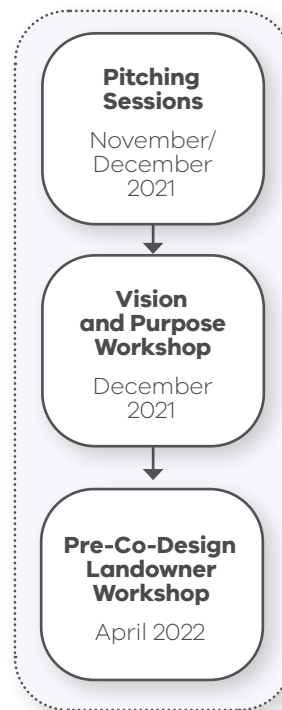 Pitching
Sessions
November/
December
2021
Vision
and Purpose
Workshop
December
2021
Pre-Co-Design
Landowner
Workshop
April 2022